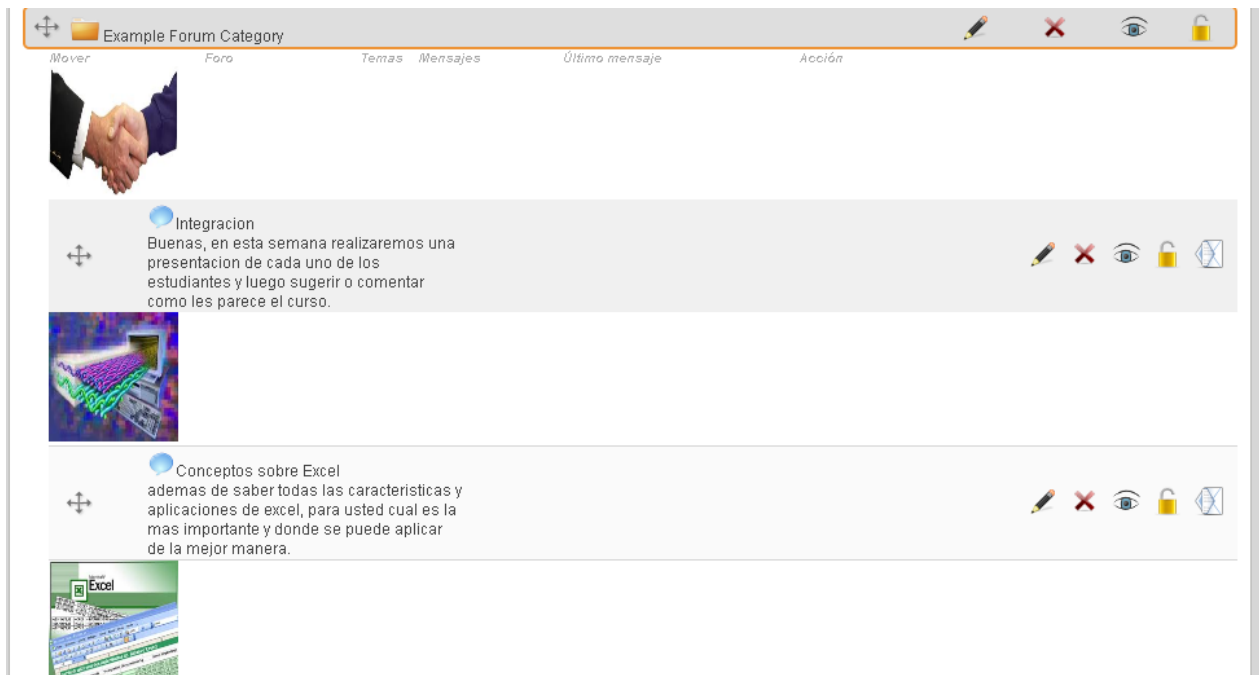 Example Forum Category
Mover Foro Temas Mensajes Último mensaje Acción
Integracion
Buenas, en esta semana realizaremos una
presentacion de cada uno de los
estudiantes y luego sugerir o comentar
como les parece el curso.
Conceptos sobre Excel
ademas de saber todas las caracteristicas y
aplicaciones de excel, para usted cual es la
mas importante y donde se puede aplicar
de la mejor manera.
Excel